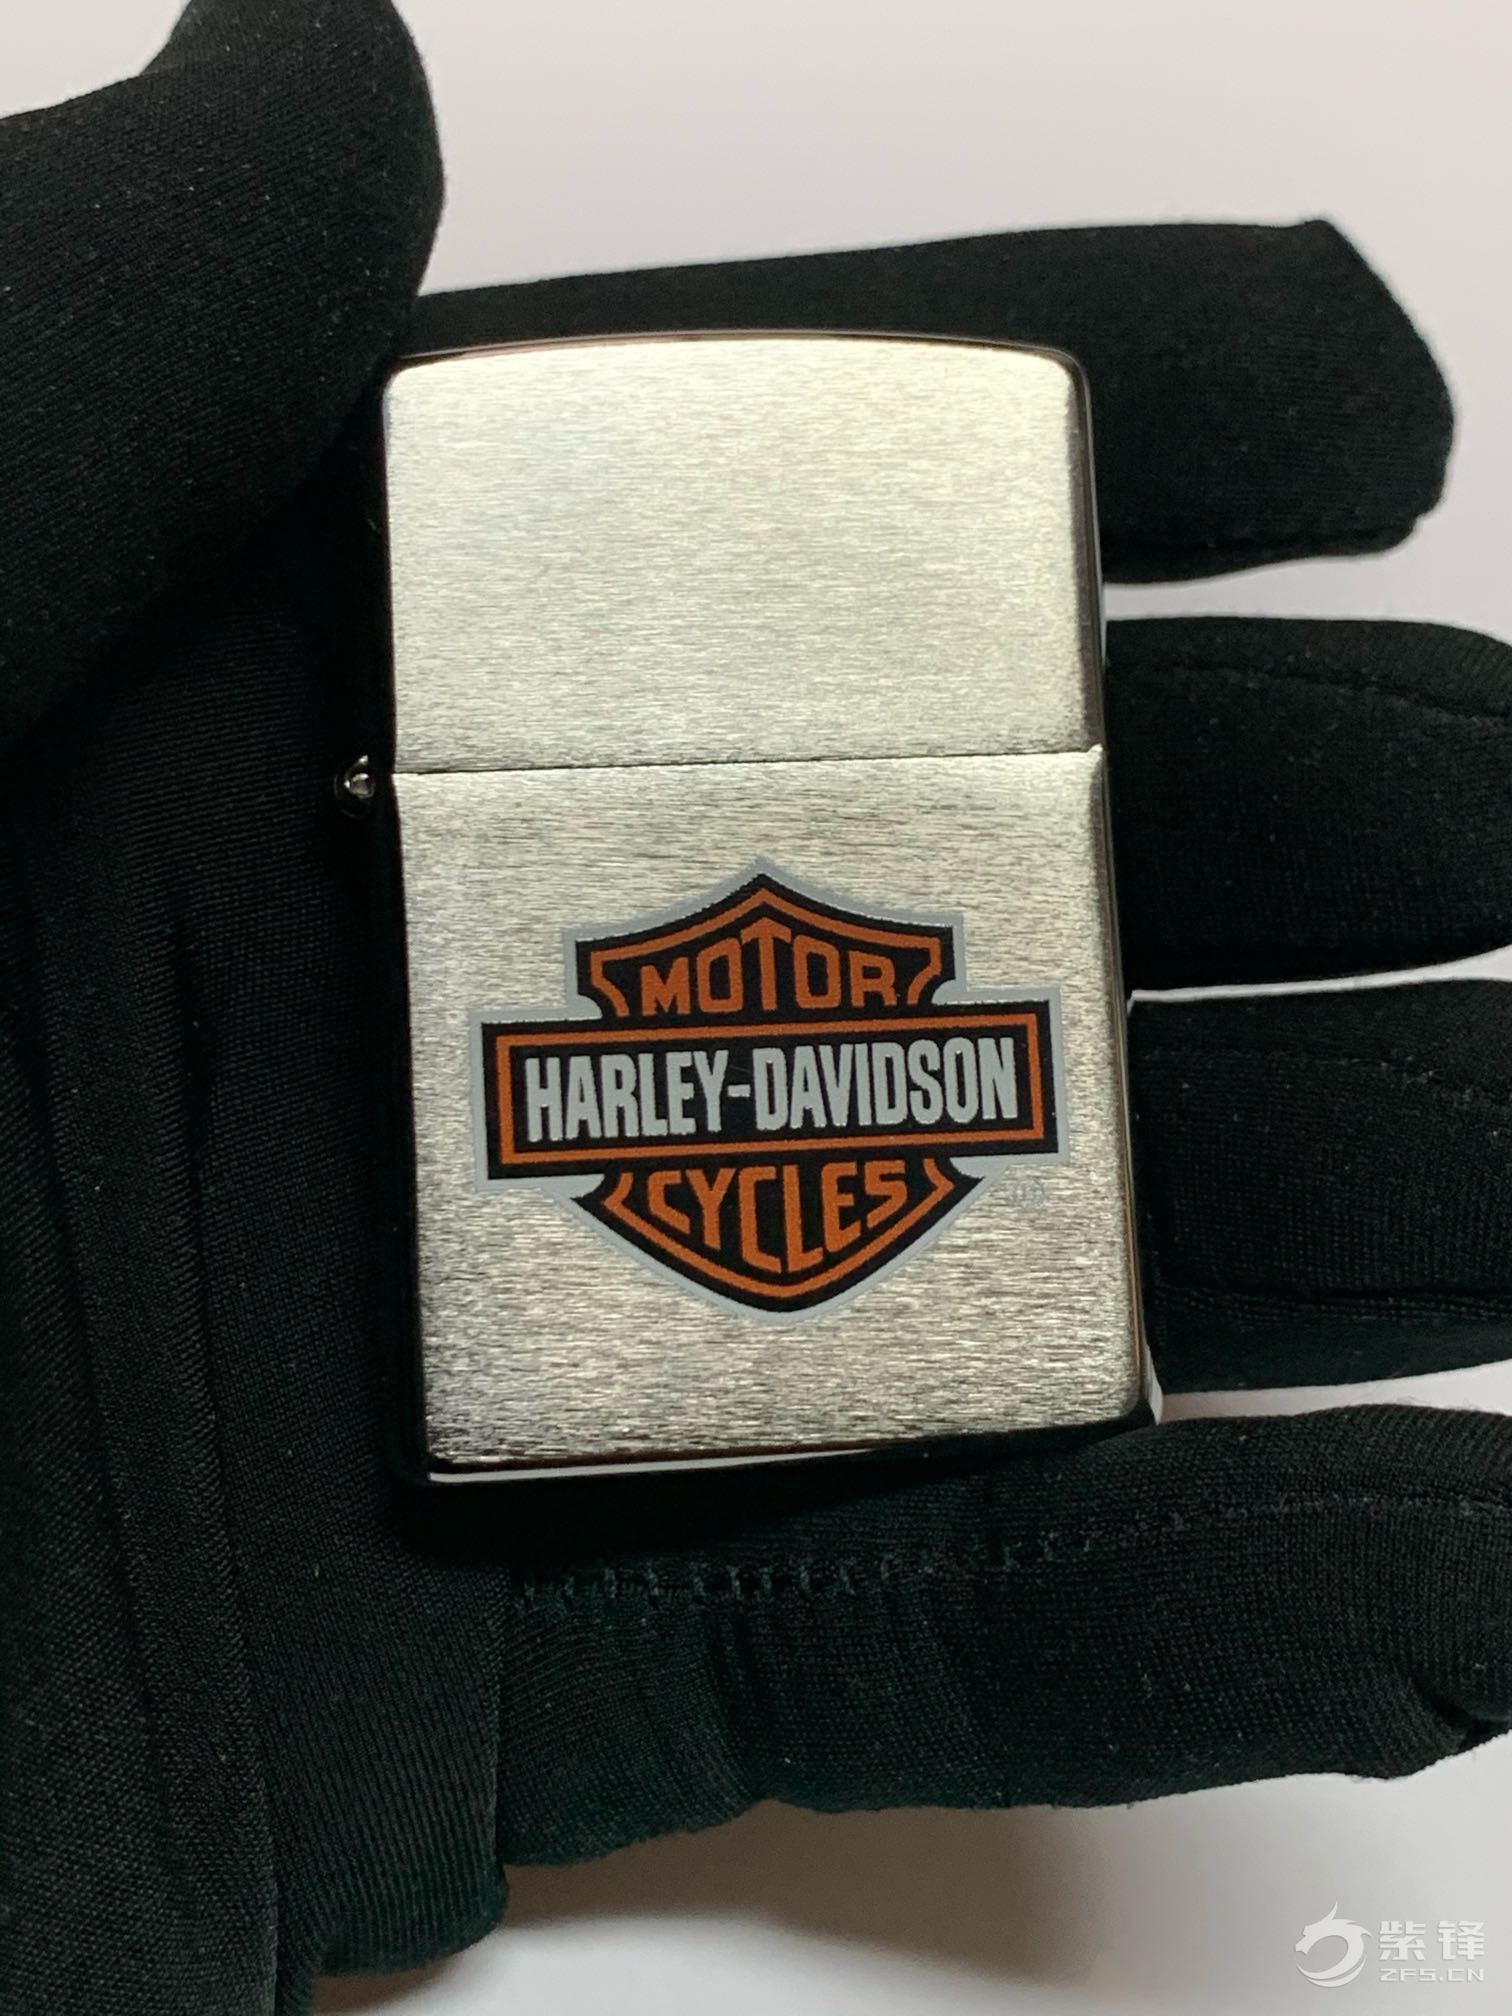 MOTOR
HARLEY-DAVIDSON
CYCLES
紫锋
ZFS.CN